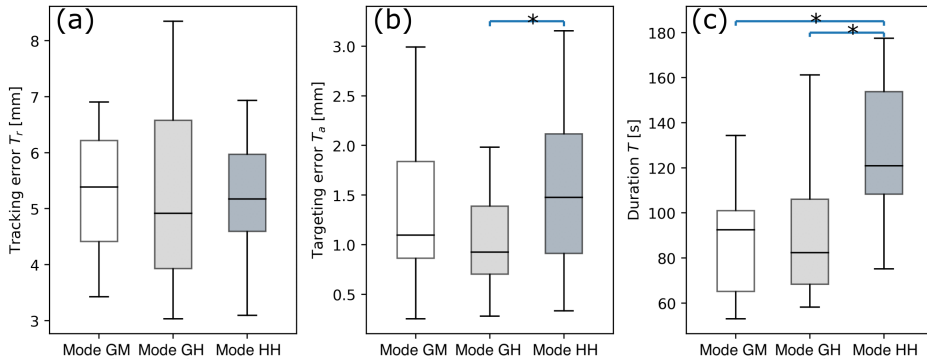 (a)
Tracking error T_r [mm]
8
7
6
5
4
3
Mode GM Mode GH Mode HH
(b)
*
Targeting error T_a [mm]
3.0
2.5
2.0
1.5
1.0
0.5
Mode GM Mode GH Mode HH
(c)
*
*
Duration T [s]
180
160
140
120
100
80
60
Mode GM Mode GH Mode HH